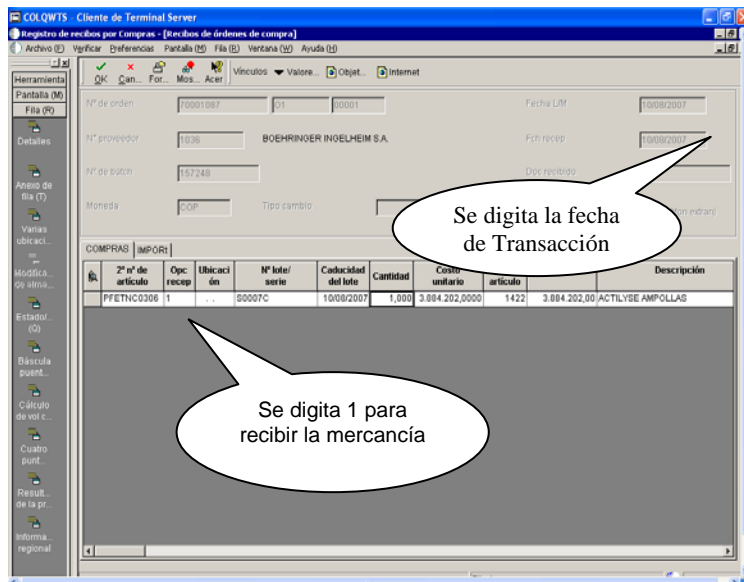 COLQWTS - Cliente de Terminal Server
Registro de recibos por Compras - [Recibos de órdenes de compra]
Archivo (F) Verificar Preferencias Pantalla (M) Fila (R) Ventana (W) Ayuda (H)
Herramienta
Pantalla (M)
Fila (R)
OK Can... For... Mos... Acer Vínculos Valore... Objet... Internet
Detalles
Anexo de
fila (T)
Varias
ubicaci...
Modifica...
de alma...
Estado/...
(Q)
Báscula
puent...
Cálculo
de vol c...
Cuatro
punt...
Result...
de la pr...
Informa...
regional
Nº de orden 70001087 01 00001 Fecha L/M 10/08/2007
Nº proveedor 1036 BOEHRINGER INGELHEIM S.A. Fch recep 10/08/2007
Nº de batch 157248 Doc recibido
Moneda COP Tipo cambio
Se digita la fecha
de Transacción
COMPRAS IMPORt
2º nº de
artículo Opc
recep Ubicaci
ón Nº lote/
serie Caducidad
del lote Cantidad Costo
unitario artículo Descripción
PFETNC0306 1 . . S0007C 10/08/2007 1,000 3.884.202,0000 1422 3.884.202,00 ACTILYSE AMPOLLAS
Se digita 1 para
recibir la mercancía